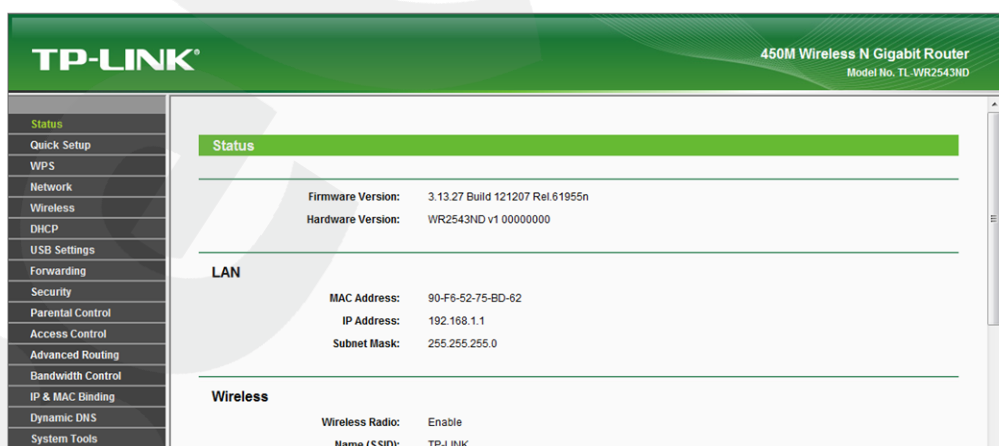 TP-LINK®
450M Wireless N Gigabit Router
Model No. TL-WR2543ND
Status
Quick Setup
WPS
Network
Wireless
DHCP
USB Settings
Forwarding
Security
Parental Control
Access Control
Advanced Routing
Bandwidth Control
IP & MAC Binding
Dynamic DNS
System Tools
Status
Firmware Version: 3.13.27 Build 121207 Rel.61955n
Hardware Version: WR2543ND v1 00000000
LAN
MAC Address: 90-F6-52-75-BD-62
IP Address: 192.168.1.1
Subnet Mask: 255.255.255.0
Wireless
Wireless Radio: Enable
Name (SSID): TP-LINK